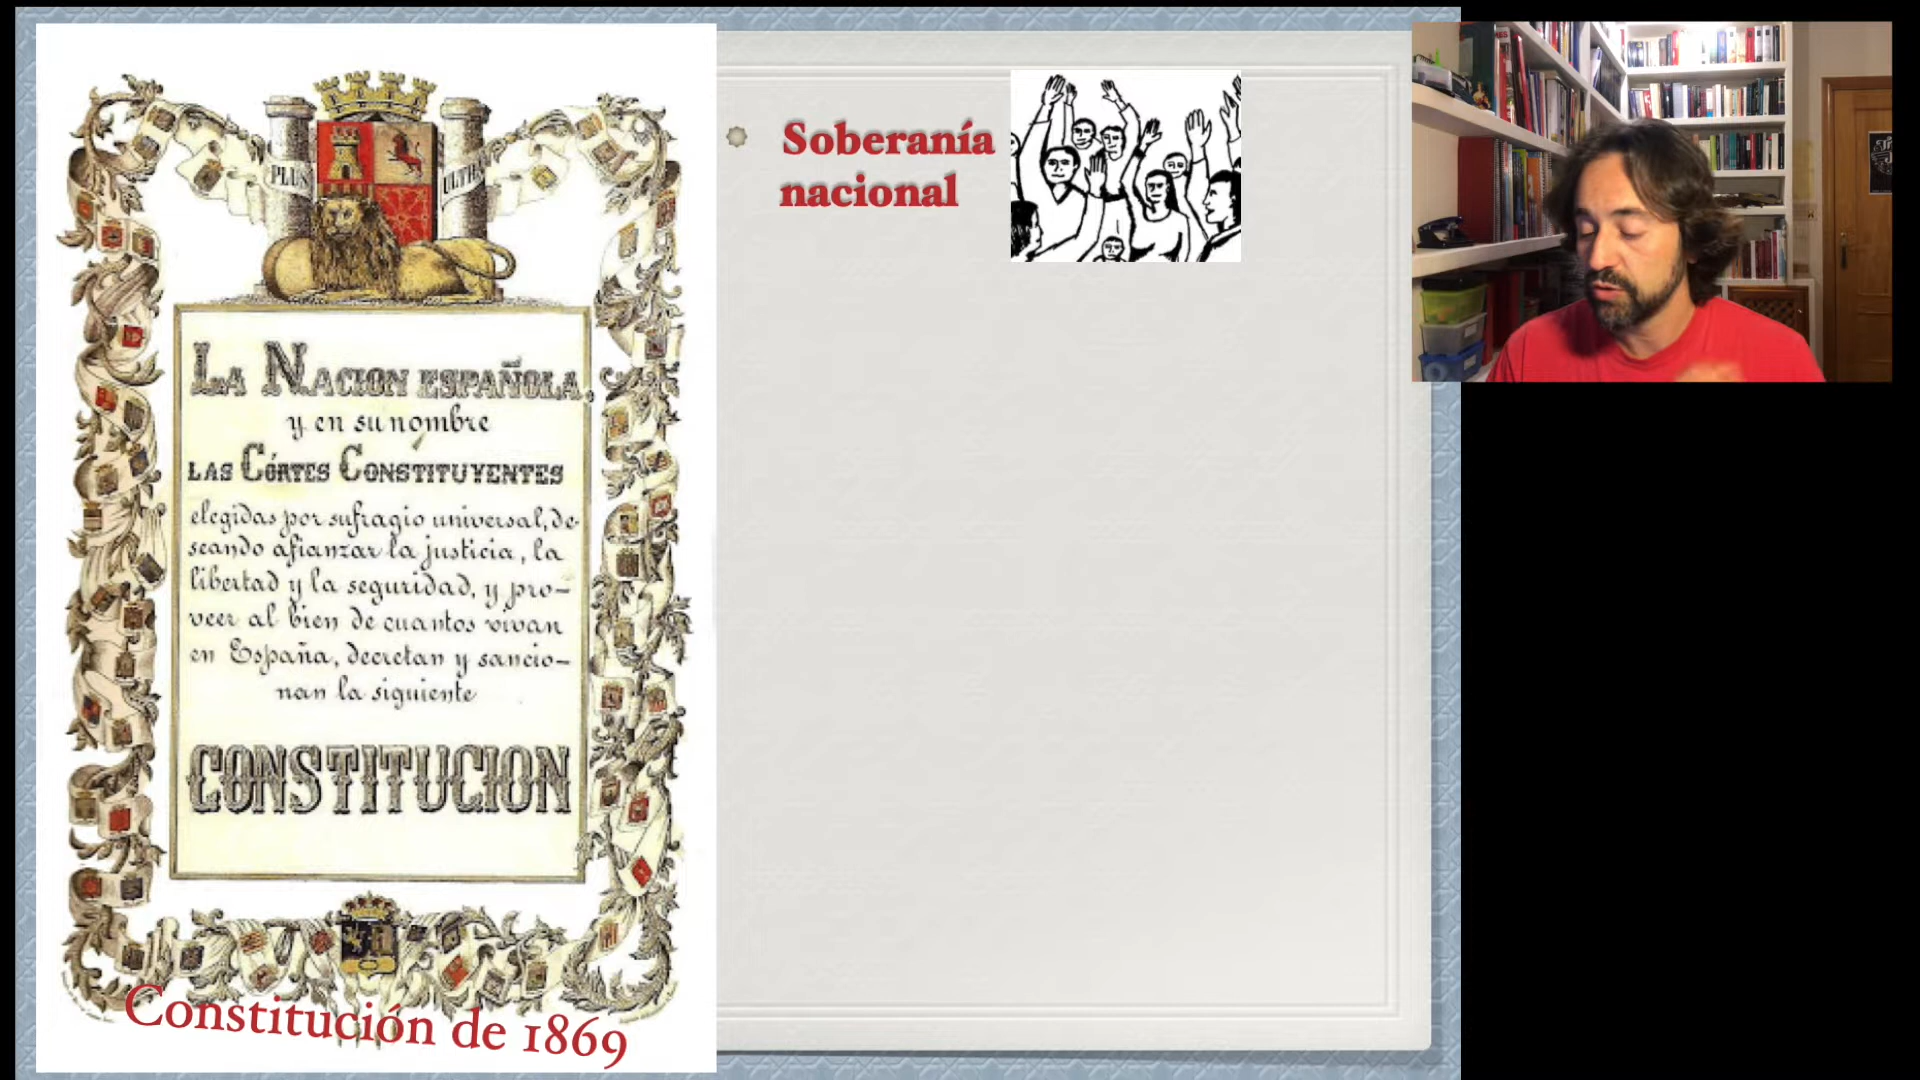 PLUS
ULTRA
LA NACION ESPAÑOLA,
y en su nombre
LAS CÓRTES CONSTITUYENTES
elegidas por sufragio universal, de-
seando afianzar la justicia, la
libertad y la seguridad, y pro-
veer al bien de cuantos vivan
en España, decretan y sancio-
nan la siguiente
CONSTITUCION
Constitución de 1869
Soberanía
nacional